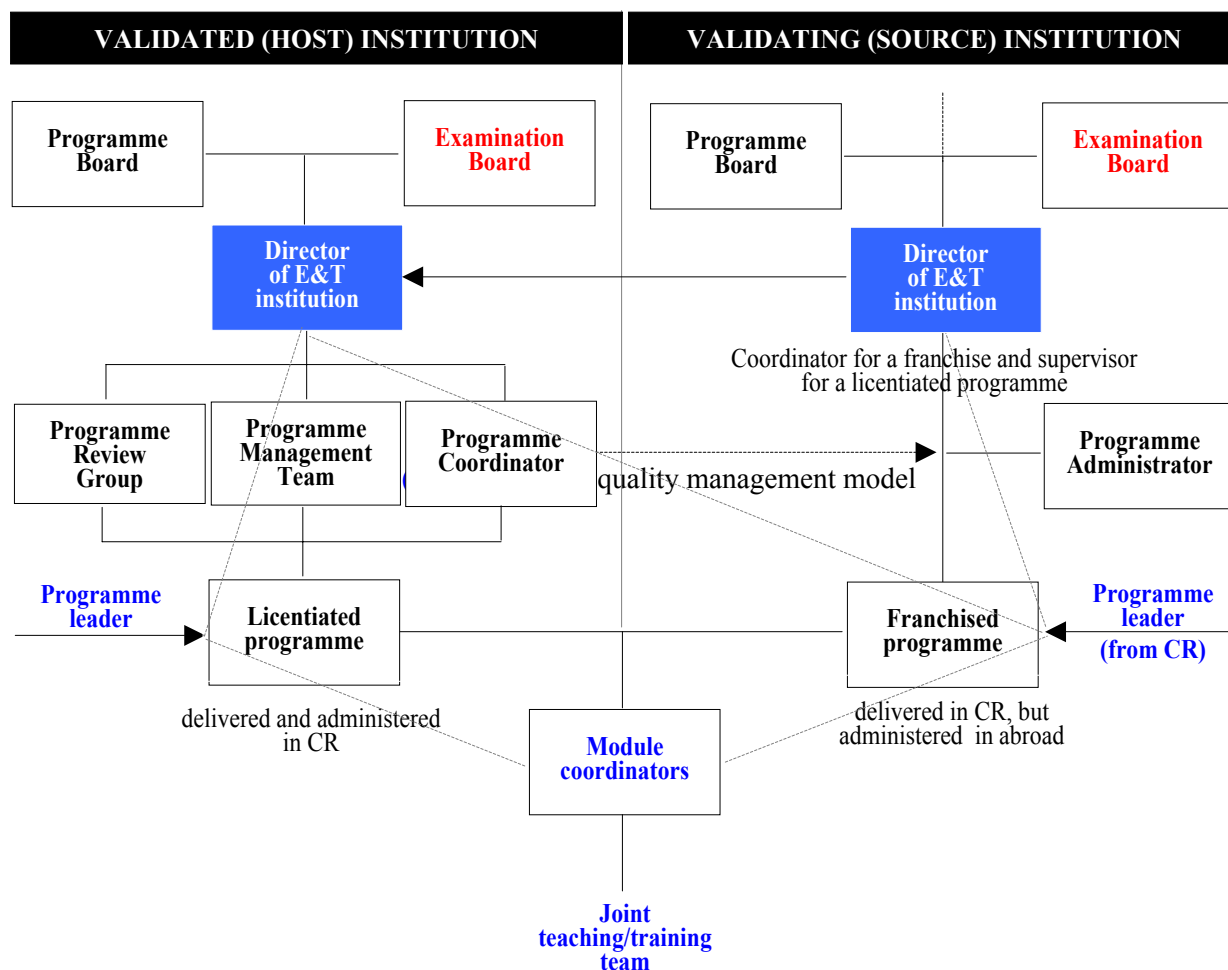 VALIDATED (HOST) INSTITUTION
VALIDATING (SOURCE) INSTITUTION
Programme
Board
Examination
Board
Programme
Board
Examination
Board
Director
of E&T
institution
Director
of E&T
institution
Coordinator for a franchise and supervisor
for a licentiated programme
Programme
Review
Group
Programme
Management
Team
Programme
Coordinator
Programme
Administrator
quality management model
Programme
leader
Licentiated
programme
Franchised
programme
Programme
leader
(from CR)
delivered and administered
in CR
delivered in CR, but
administered in abroad
Module
coordinators
Joint
teaching/training
team